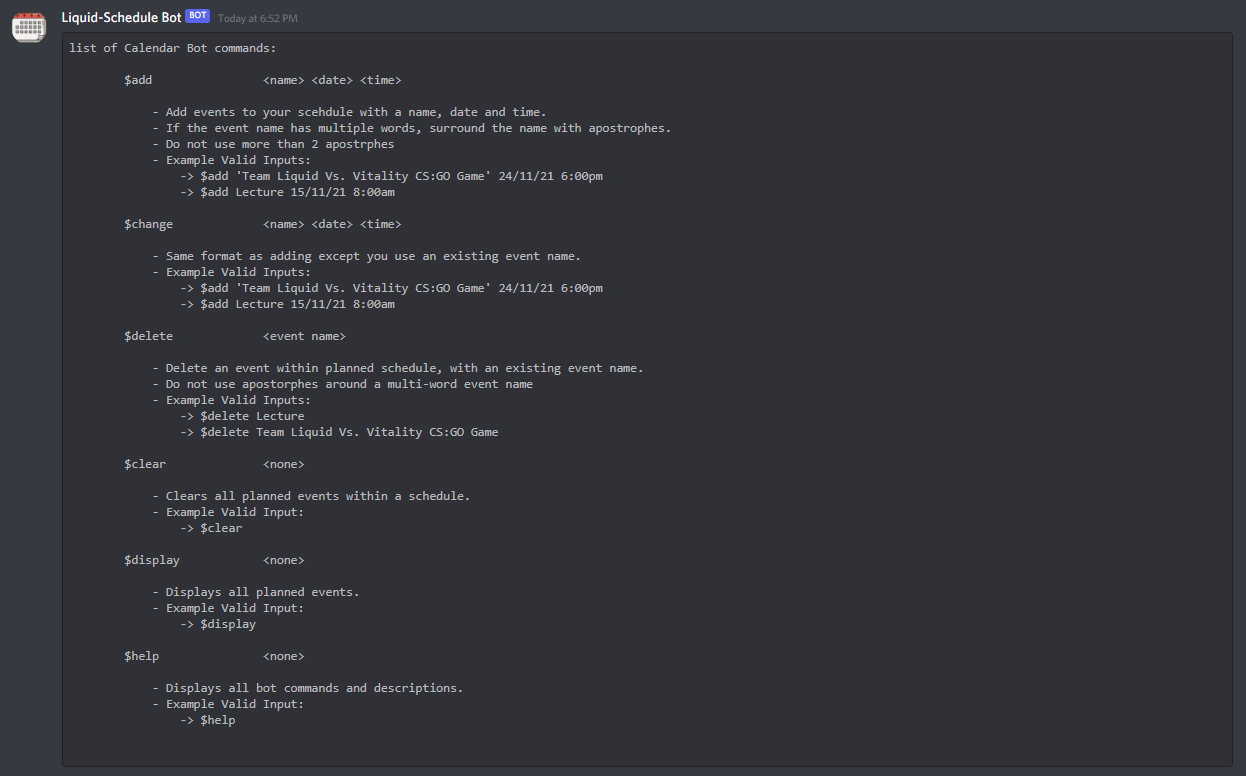 Liquid-Schedule Bot BOT Today at 6:52 PM
list of Calendar Bot commands:
$add <name> <date> <time>
- Add events to your scehdule with a name, date and time.
- If the event name has multiple words, surround the name with apostrophes.
- Do not use more than 2 apostrphes
- Example Valid Inputs:
-> $add 'Team Liquid Vs. Vitality CS:GO Game' 24/11/21 6:00pm
-> $add Lecture 15/11/21 8:00am
$change <name> <date> <time>
- Same format as adding except you use an existing event name.
- Example Valid Inputs:
-> $add 'Team Liquid Vs. Vitality CS:GO Game' 24/11/21 6:00pm
-> $add Lecture 15/11/21 8:00am
$delete <event name>
- Delete an event within planned schedule, with an existing event name.
- Do not use apostorphes around a multi-word event name
- Example Valid Inputs:
-> $delete Lecture
-> $delete Team Liquid Vs. Vitality CS:GO Game
$clear <none>
- Clears all planned events within a schedule.
- Example Valid Input:
-> $clear
$display <none>
- Displays all planned events.
- Example Valid Input:
-> $display
$help <none>
- Displays all bot commands and descriptions.
- Example Valid Input:
-> $help